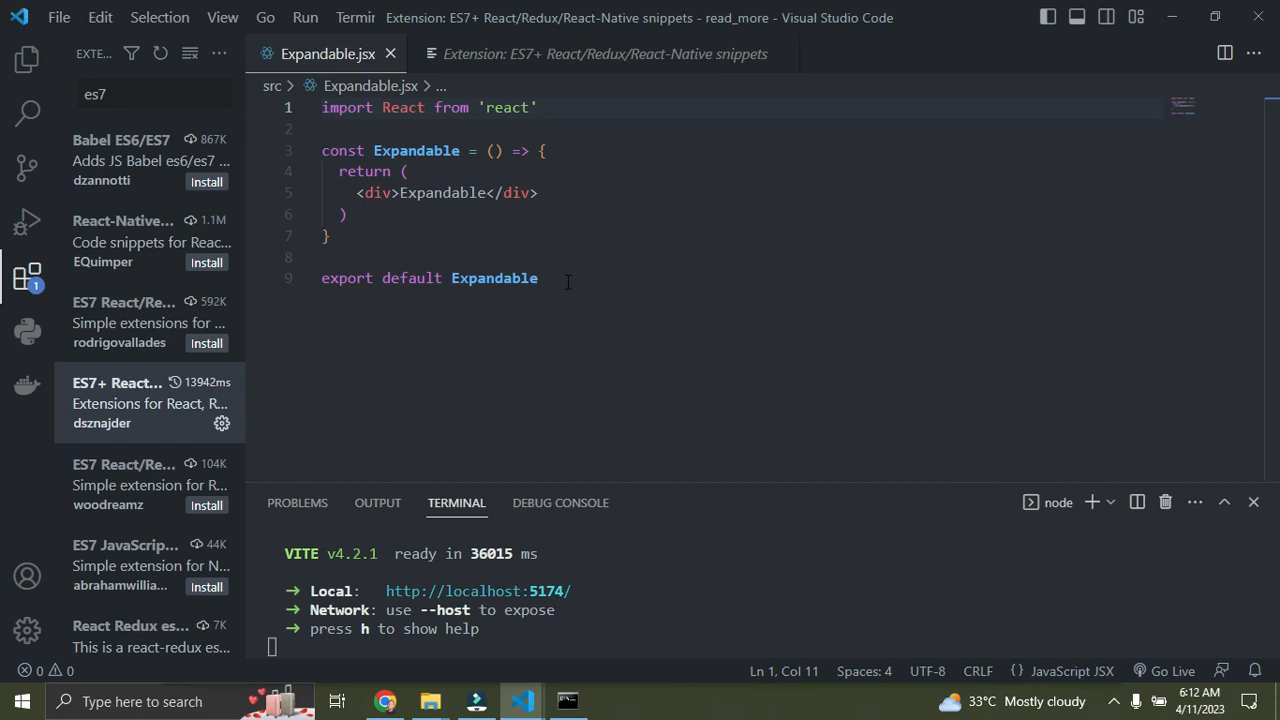 File Edit Selection View Go Run Termir Extension: ES7+ React/Redux/React-Native snippets - read_more - Visual Studio Code
EXTE...
Expandable.jsx
Extension: ES7+ React/Redux/React-Native snippets
es7
src > Expandable.jsx > ...
Babel ES6/ES7 867K
Adds JS Babel es6/es7 ...
dzannotti Install
React-Native... 1.1M
Code snippets for Reac...
EQuimper Install
ES7 React/Re... 592K
Simple extensions for ...
rodrigovallades Install
ES7+ React... 13942ms
Extensions for React, R...
dsznajder
ES7 React/Re... 104K
Simple extension for R...
woodreamz Install
ES7 JavaScrip... 44K
Simple extension for N...
abrahamwillia... Install
React Redux es... 7K
This is a react-redux es...
1
1 import React from 'react'
2
3 const Expandable = () => {
4 return (
5 <div>Expandable</div>
6 )
7 }
8
9 export default Expandable
PROBLEMS OUTPUT TERMINAL DEBUG CONSOLE
node
VITE v4.2.1 ready in 36015 ms
➜ Local: http://localhost:5174/
➜ Network: use --host to expose
➜ press h to show help
0 0
Ln 1, Col 11 Spaces: 4 UTF-8 CRLF {} JavaScript JSX Go Live
Type here to search
33°C Mostly cloudy
6:12 AM
4/11/2023